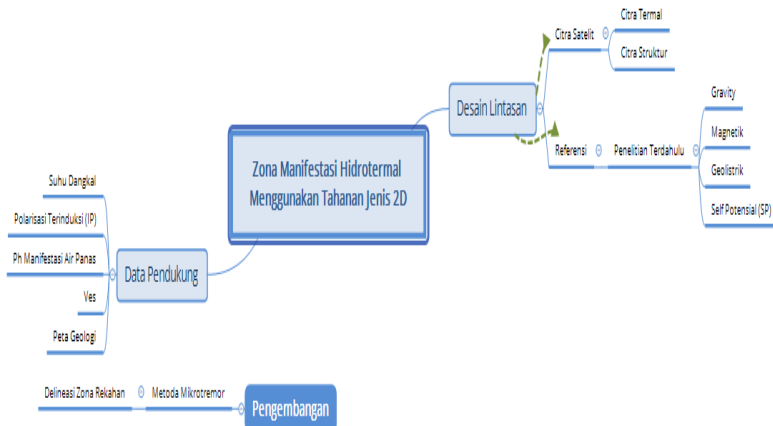 Zona Manifestasi Hidrotermal
Menggunakan Tahanan Jenis 2D
Desain Lintasan
Citra Satelit
Citra Termal
Citra Struktur
Referensi
Penelitian Terdahulu
Gravity
Magnetik
Geolistrik
Self Potensial (SP)
Data Pendukung
Suhu Dangkal
Polarisasi Terinduksi (IP)
Ph Manifestasi Air Panas
Ves
Peta Geologi
Pengembangan
Metoda Mikrotremor
Delineasi Zona Rekahan